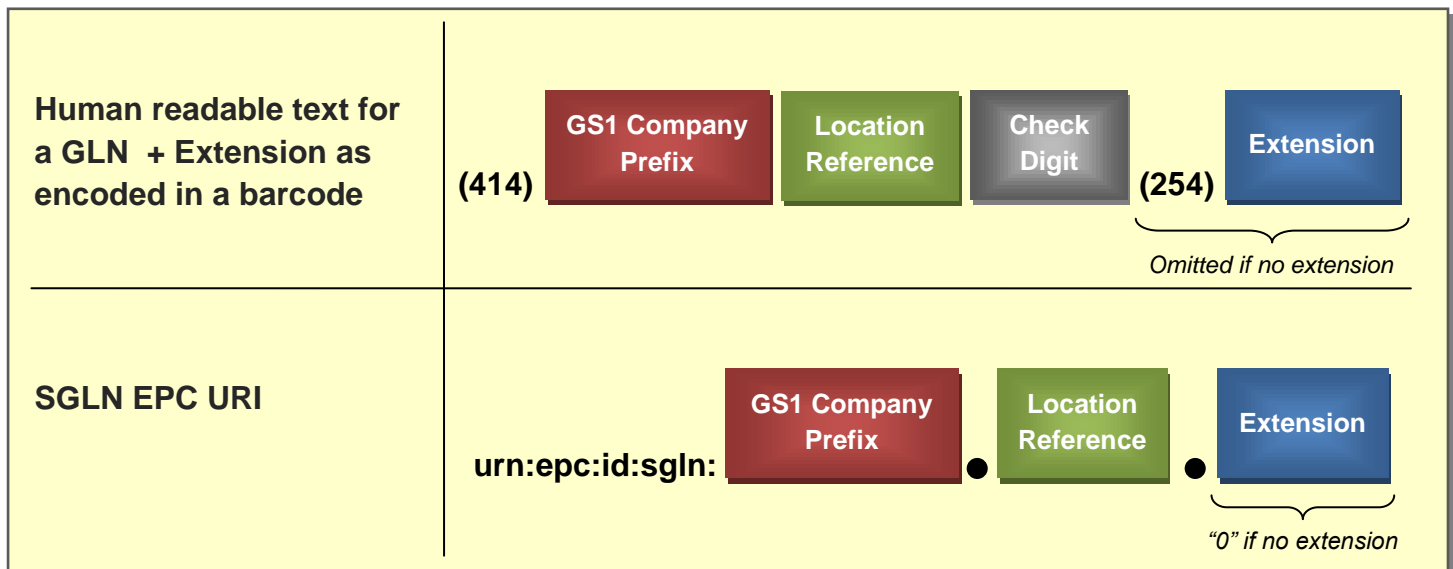 Human readable text for
a GLN + Extension as
encoded in a barcode
(414)
GS1 Company
Prefix
Location
Reference
Check
Digit
(254)
Extension
Omitted if no extension
SGLN EPC URI
urn:epc:id:sgln:
GS1 Company
Prefix
●
Location
Reference
●
Extension
“0” if no extension